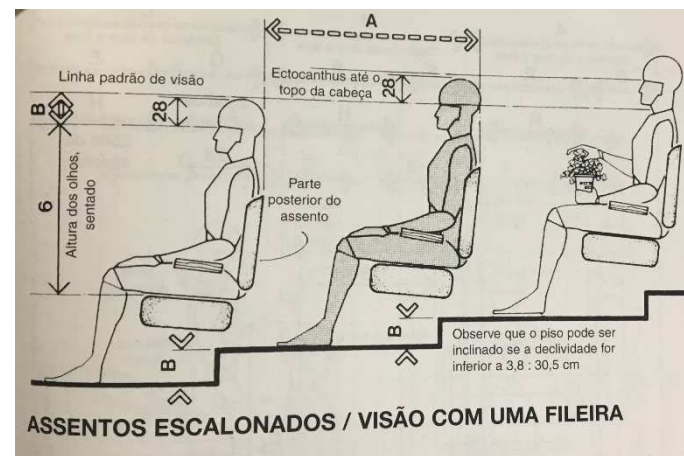 A
Linha padrão de visão
Ectocanthus até o
topo da cabeça
B
28
28
6
Altura dos olhos,
sentado
Parte
posterior do
assento
B
B
Observe que o piso pode ser
inclinado se a declividade for
inferior a 3,8 : 30,5 cm
ASSENTOS ESCALONADOS / VISÃO COM UMA FILEIRA